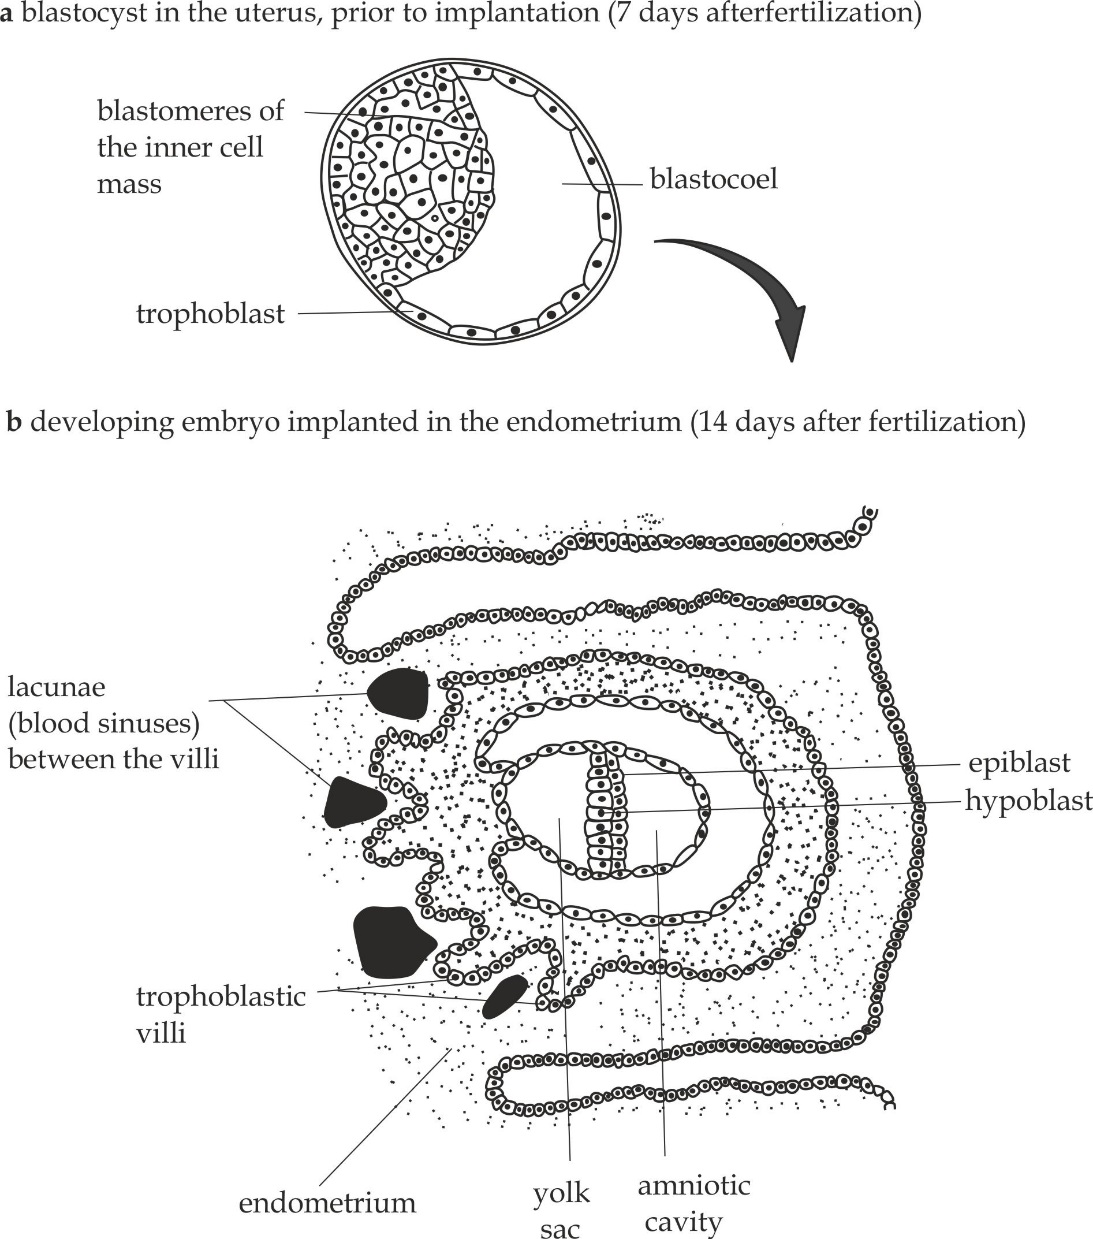 a blastocyst in the uterus, prior to implantation (7 days afterfertilization)
blastomeres of
the inner cell
mass
blastocoel
trophoblast
b developing embryo implanted in the endometrium (14 days after fertilization)
lacunae
(blood sinuses)
between the villi
epiblast
hypoblast
trophoblastic
villi
endometrium
yolk
sac
amniotic
cavity